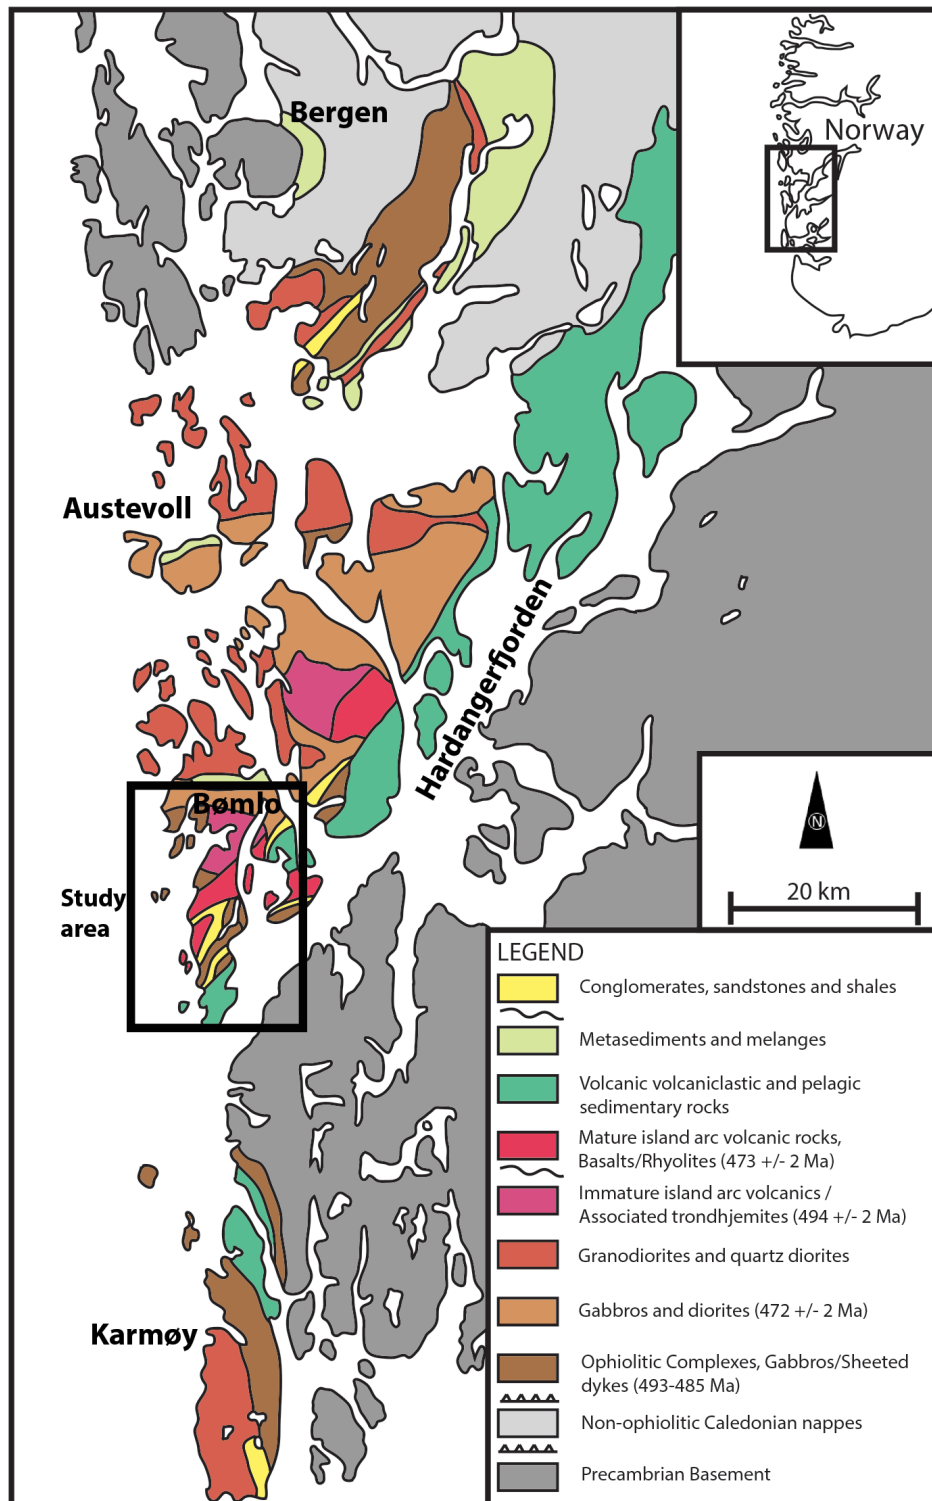 Bergen
Norway
Austevoll
Hardangerfjorden
Bømlo
Study
area
N
20 km
Karmøy
LEGEND
Conglomerates, sandstones and shales
Metasediments and melanges
Volcanic volcaniclastic and pelagic
sedimentary rocks
Mature island arc volcanic rocks,
Basalts/Rhyolites (473 +/- 2 Ma)
Immature island arc volcanics /
Associated trondhjemites (494 +/- 2 Ma)
Granodiorites and quartz diorites
Gabbros and diorites (472 +/- 2 Ma)
Ophiolitic Complexes, Gabbros/Sheeted
dykes (493-485 Ma)
Non-ophiolitic Caledonian nappes
Precambrian Basement